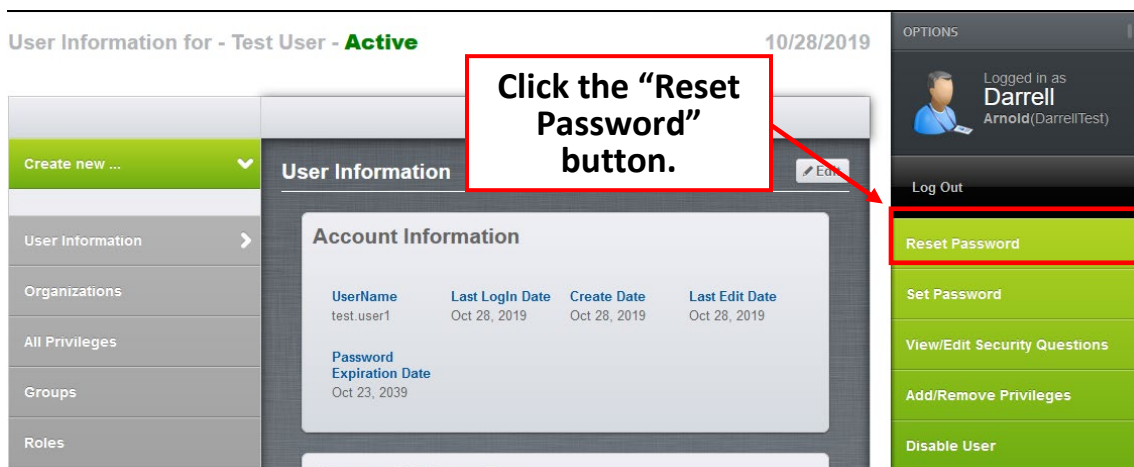 User Information for - Test User - Active
10/28/2019
Click the “Reset
Password”
button.
Create new ...
User Information
Organizations
All Privileges
Groups
Roles
User Information
Edit
Account Information
UserName
Last LogIn Date
Create Date
Last Edit Date
test.user1
Oct 28, 2019
Oct 28, 2019
Oct 28, 2019
Password
Expiration Date
Oct 23, 2039
OPTIONS
Logged in as
Darrell
Arnold(DarrellTest)
Log Out
Reset Password
Set Password
View/Edit Security Questions
Add/Remove Privileges
Disable User